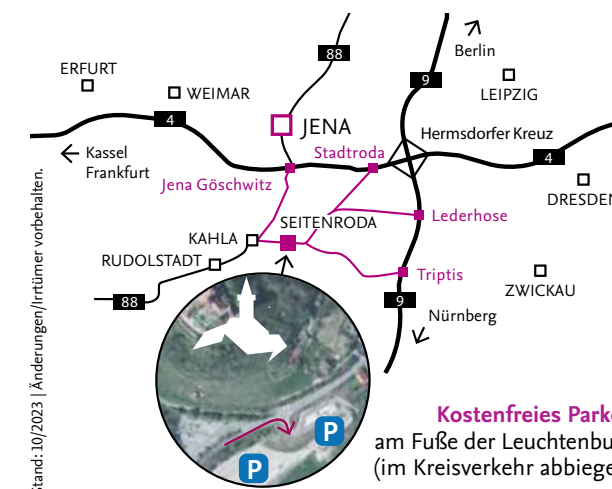 88
Berlin
ERFURT
9
WEIMAR
LEIPZIG
4
JENA
Hermsdorfer Kreuz
Stadtroda
4
Kassel
Frankfurt
Jena Göschwitz
DRESDEN
SEITENRODA
Lederhose
KAHLA
RUDOLSTADT
Triptis
ZWICKAU
88
9
Nürnberg
P
P
Kostenfreies Parke
am Fuße der Leuchtenbu
(im Kreisverkehr abbiege
Stand: 10/2023 | Änderungen/Irrtümer vorbehalten.